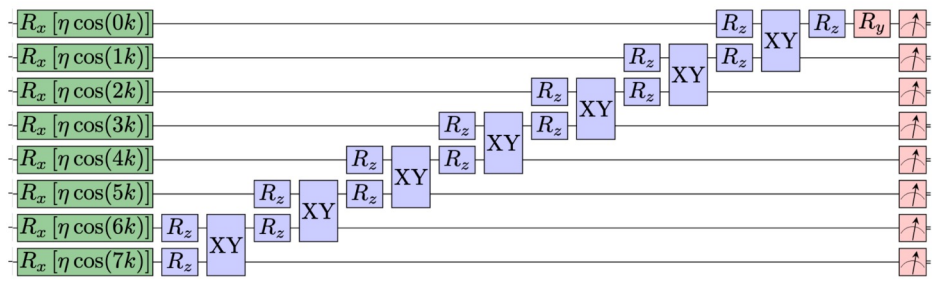 R_x [η cos(0k)] R_z XY R_z R_y
R_x [η cos(1k)] R_z XY R_z
R_x [η cos(2k)] R_z XY R_z
R_x [η cos(3k)] R_z XY R_z
R_x [η cos(4k)] R_z XY R_z
R_x [η cos(5k)] R_z XY R_z
R_x [η cos(6k)] R_z XY R_z
R_x [η cos(7k)] R_z